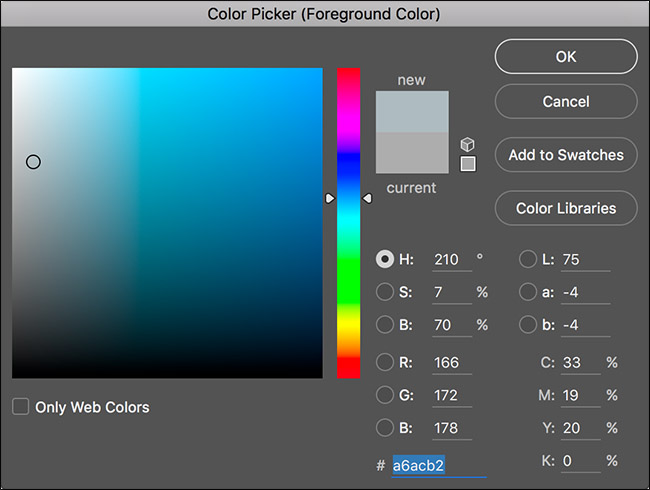 Color Picker (Foreground Color)
new
current
OK
Cancel
Add to Swatches
Color Libraries
H: 210 °
S: 7 %
B: 70 %
R: 166
G: 172
B: 178
# a6acb2
L: 75
a: -4
b: -4
C: 33 %
M: 19 %
Y: 20 %
K: 0 %
Only Web Colors